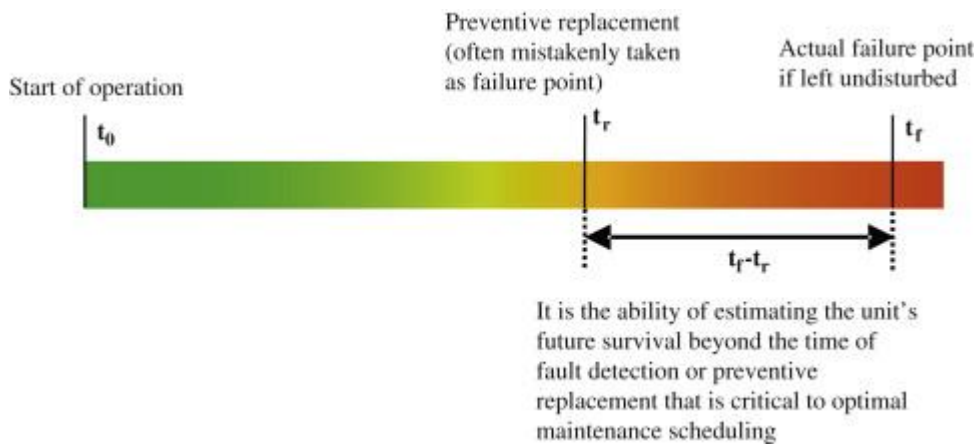 Preventive replacement
(often mistakenly taken
as failure point)
Actual failure point
if left undisturbed
Start of operation
t₀
tᵣ
t_f
t_f-tᵣ
It is the ability of estimating the unit's
future survival beyond the time of
fault detection or preventive
replacement that is critical to optimal
maintenance scheduling